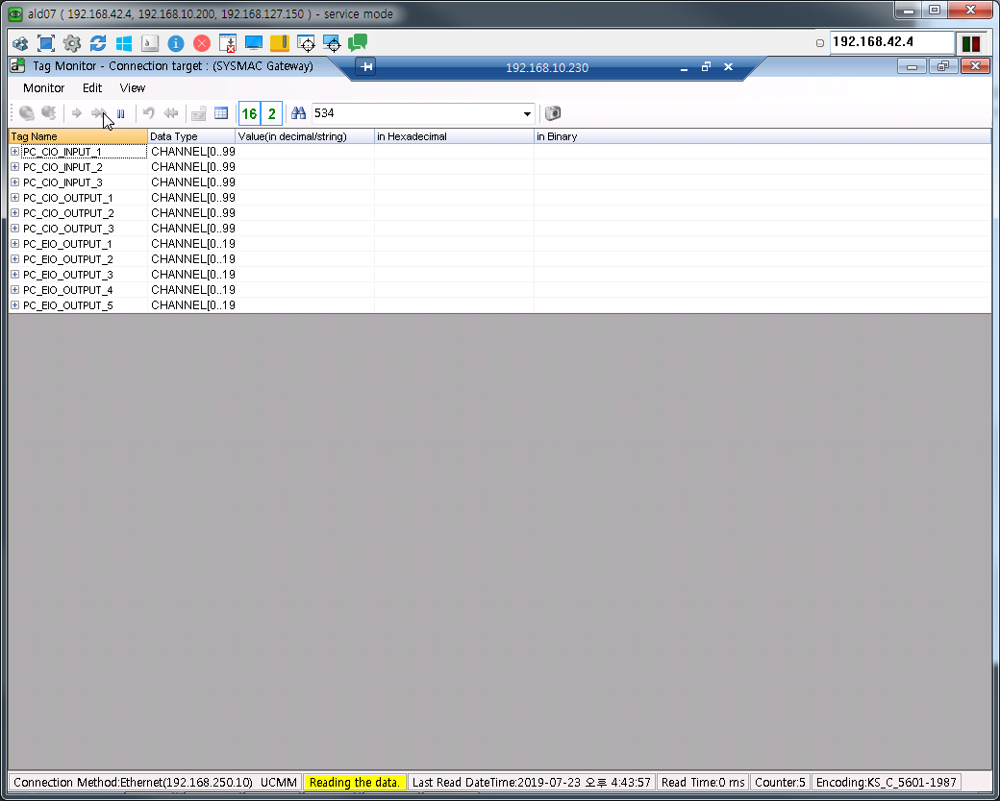 ald07 ( 192.168.42.4, 192.168.10.200, 192.168.127.150 ) - service mode
192.168.42.4
Tag Monitor - Connection target : (SYSMAC Gateway)
192.168.10.230
Monitor Edit View
16 2 534
Tag Name Data Type Value(in decimal/string) in Hexadecimal in Binary
PC_CIO_INPUT_1 CHANNEL[0..99
PC_CIO_INPUT_2 CHANNEL[0..99
PC_CIO_INPUT_3 CHANNEL[0..99
PC_CIO_OUTPUT_1 CHANNEL[0..99
PC_CIO_OUTPUT_2 CHANNEL[0..99
PC_CIO_OUTPUT_3 CHANNEL[0..99
PC_EIO_OUTPUT_1 CHANNEL[0..19
PC_EIO_OUTPUT_2 CHANNEL[0..19
PC_EIO_OUTPUT_3 CHANNEL[0..19
PC_EIO_OUTPUT_4 CHANNEL[0..19
PC_EIO_OUTPUT_5 CHANNEL[0..19
Connection Method:Ethernet(192.168.250.10) UCMM Reading the data. Last Read DateTime:2019-07-23 오후 4:43:57 Read Time:0 ms Counter:5 Encoding:KS_C_5601-1987